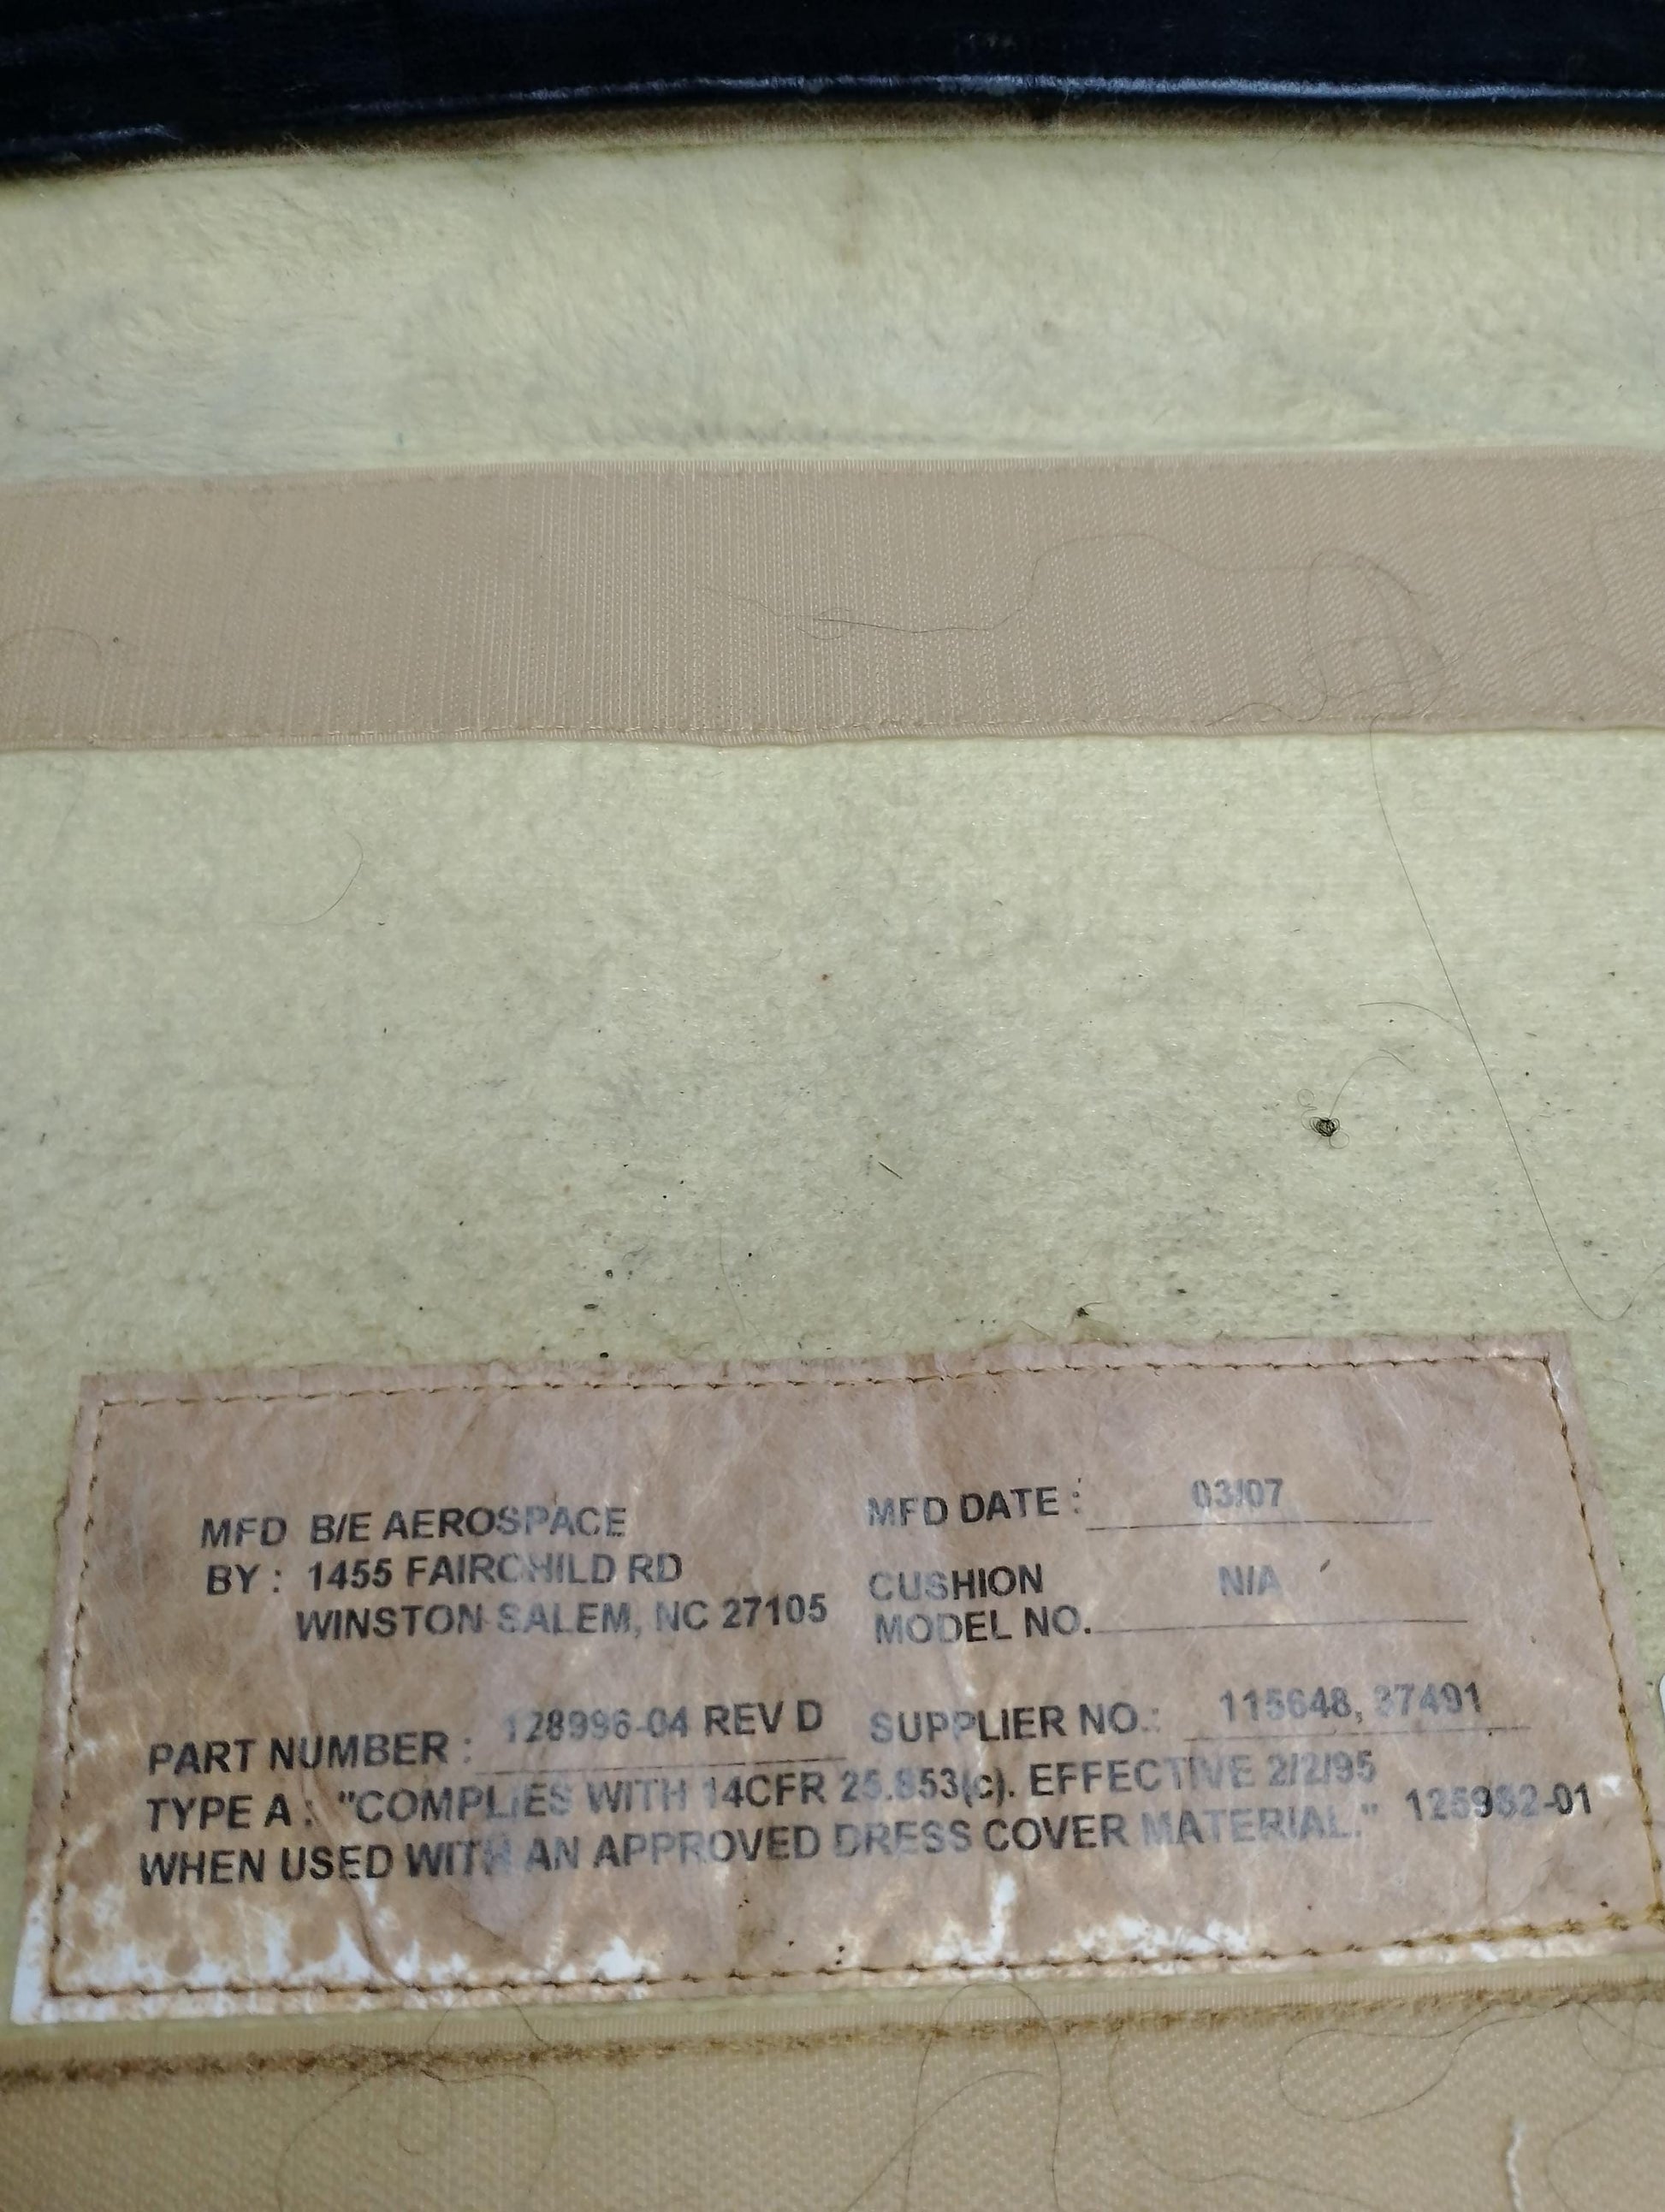 MFD B/E AEROSPACE
BY : 1455 FAIRCHILD RD
WINSTON-SALEM, NC 27105
MFD DATE : 03/07
CUSHION N/A
MODEL NO.
PART NUMBER : 128996-04 REV D
SUPPLIER NO.: 115648, 37491
TYPE A : "COMPLIES WITH 14CFR 25.853(c). EFFECTIVE 2/2/95
WHEN USED WITH AN APPROVED DRESS COVER MATERIAL."
125982-01